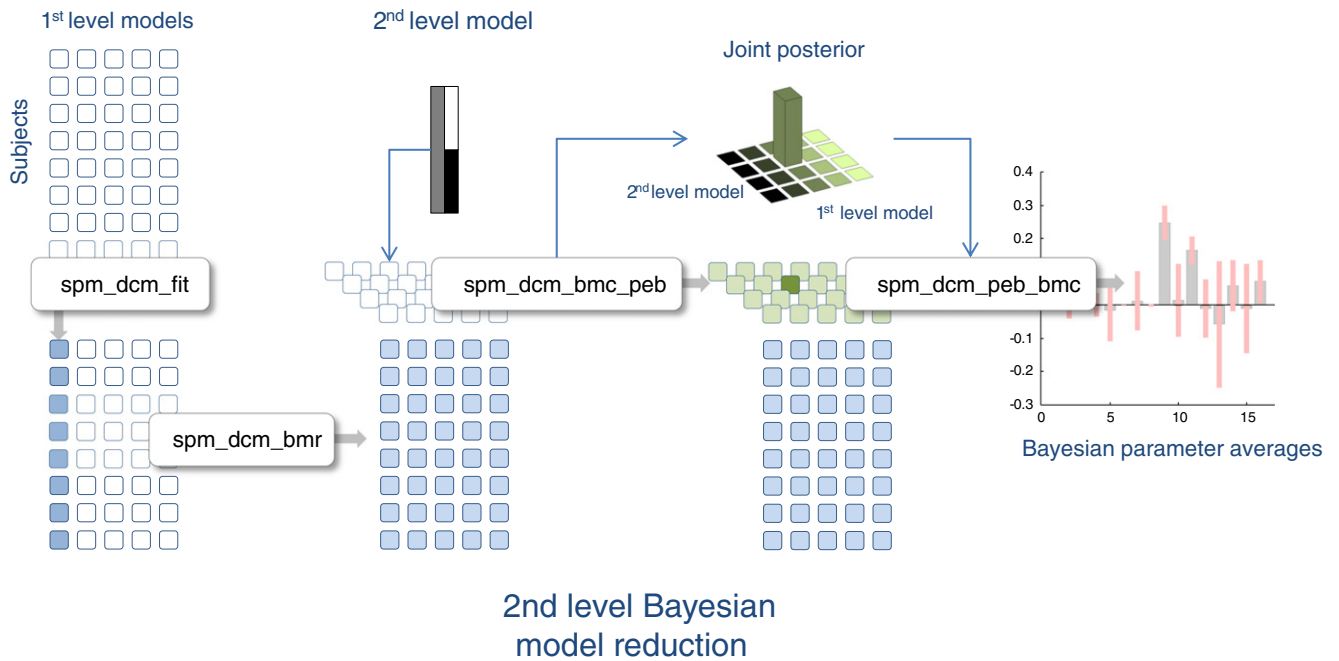 1st level models
2nd level model
Joint posterior
Subjects
2nd level model
1st level model
spm_dcm_fit
spm_dcm_bmc_peb
spm_dcm_peb_bmc
spm_dcm_bmr
0.4
0.3
0.2
0
-0.1
-0.2
-0.3
0
5
10
15
Bayesian parameter averages
2nd level Bayesian
model reduction